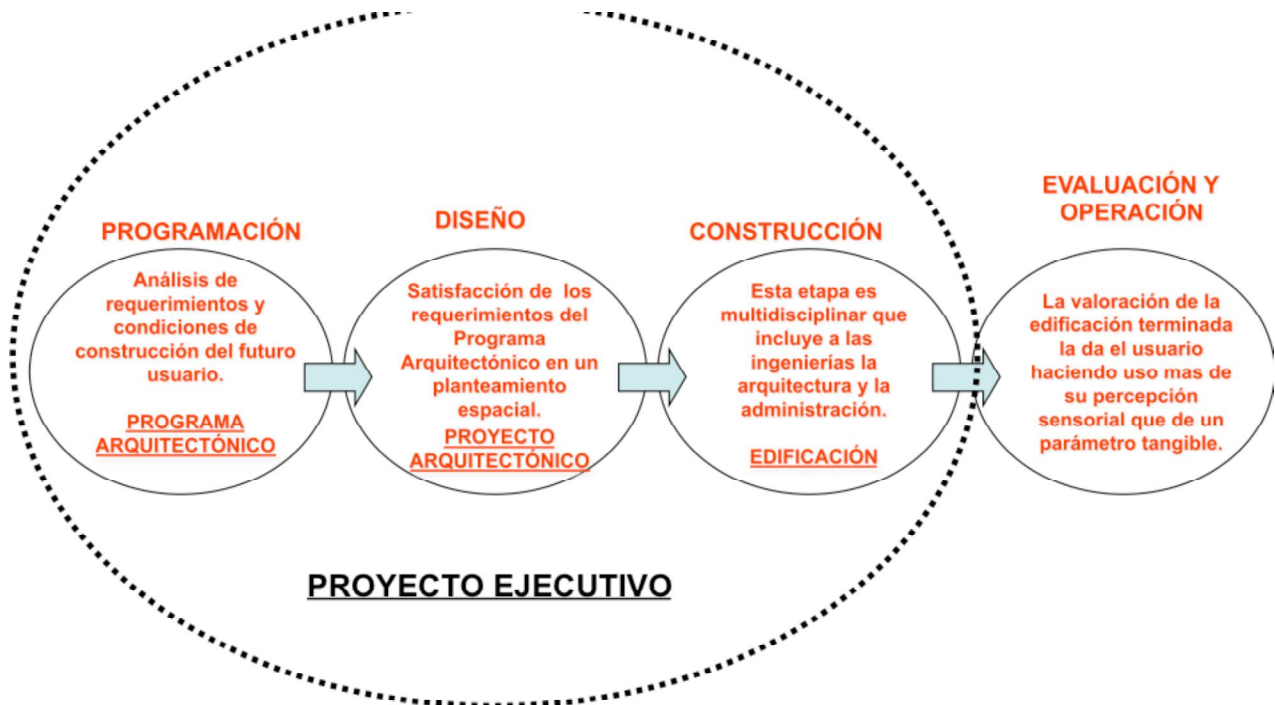 PROGRAMACIÓN
Análisis de
requerimientos y
condiciones de
construcción del futuro
usuario.
PROGRAMA
ARQUITECTÓNICO
DISEÑO
Satisfacción de los
requerimientos del
Programa
Arquitectónico en un
planteamiento
espacial.
PROYECTO
ARQUITECTÓNICO
CONSTRUCCIÓN
Esta etapa es
multidisciplinar que
incluye a las
ingenierías la
arquitectura y la
administración.
EDIFICACIÓN
EVALUACIÓN Y
OPERACIÓN
La valoración de la
edificación terminada
la da el usuario
haciendo uso mas de
su percepción
sensorial que de un
parámetro tangible.
PROYECTO EJECUTIVO